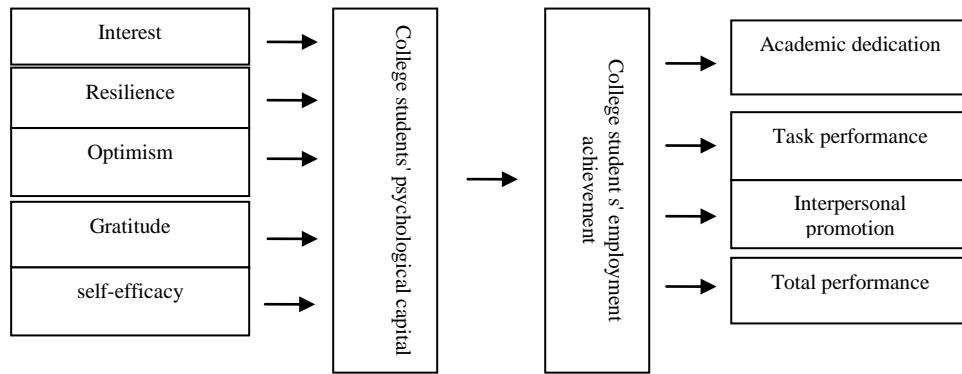 Interest
Resilience
Optimism
Gratitude
self-efficacy
College students' psychological capital
College student s' employment
achievement
Academic dedication
Task performance
Interpersonal
promotion
Total performance